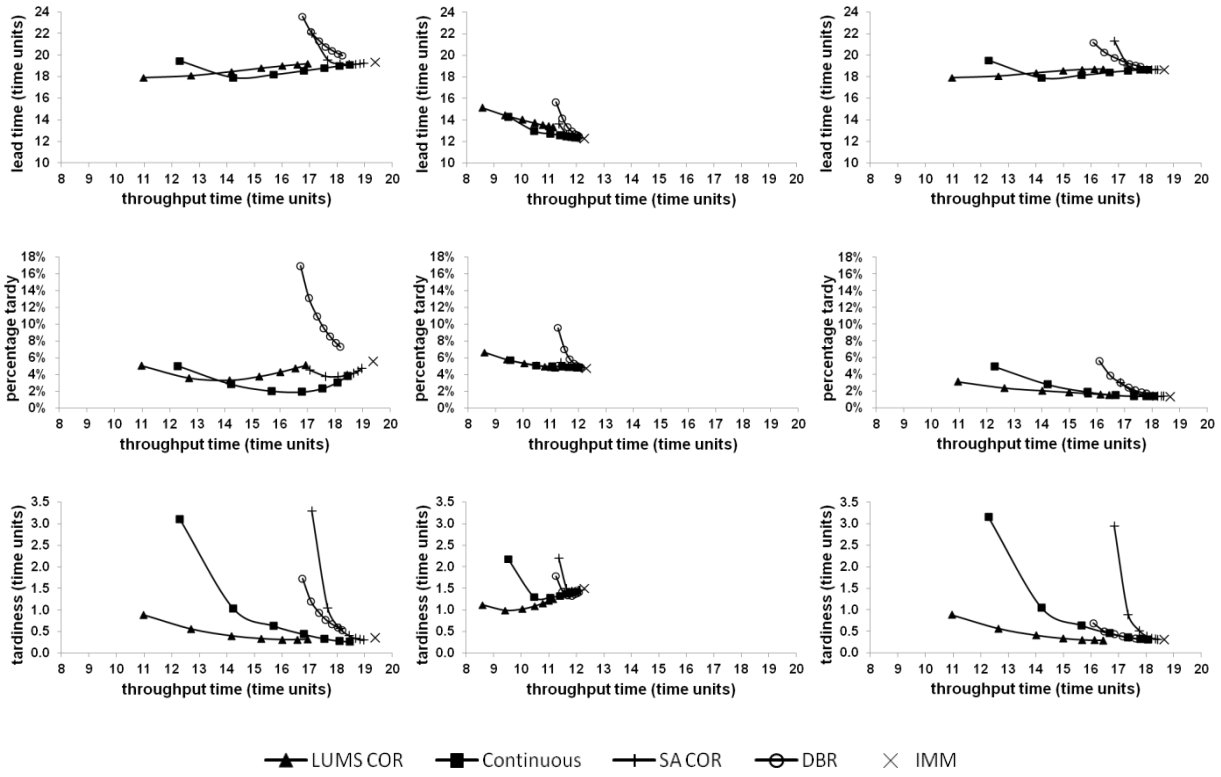 lead time (time units)
24
22
20
18
16
14
12
10
8 9 10 11 12 13 14 15 16 17 18 19 20
throughput time (time units)
lead time (time units)
24
22
20
18
16
14
12
10
8 9 10 11 12 13 14 15 16 17 18 19 20
throughput time (time units)
lead time (time units)
24
22
20
18
16
14
12
10
8 9 10 11 12 13 14 15 16 17 18 19 20
throughput time (time units)
percentage tardy
18%
16%
14%
12%
10%
8%
6%
4%
2%
0%
8 9 10 11 12 13 14 15 16 17 18 19 20
throughput time (time units)
percentage tardy
18%
16%
14%
12%
10%
8%
6%
4%
2%
0%
8 9 10 11 12 13 14 15 16 17 18 19 20
throughput time (time units)
percentage tardy
18%
16%
14%
12%
10%
8%
6%
4%
2%
0%
8 9 10 11 12 13 14 15 16 17 18 19 20
throughput time (time units)
tardiness (time units)
3.5
3.0
2.5
2.0
1.5
1.0
0.5
0.0
8 9 10 11 12 13 14 15 16 17 18 19 20
throughput time (time units)
tardiness (time units)
3.5
3.0
2.5
2.0
1.5
1.0
0.5
0.0
8 9 10 11 12 13 14 15 16 17 18 19 20
throughput time (time units)
tardiness (time units)
3.5
3.0
2.5
2.0
1.5
1.0
0.5
0.0
8 9 10 11 12 13 14 15 16 17 18 19 20
throughput time (time units)
LUMS COR Continuous SA COR DBR IMM